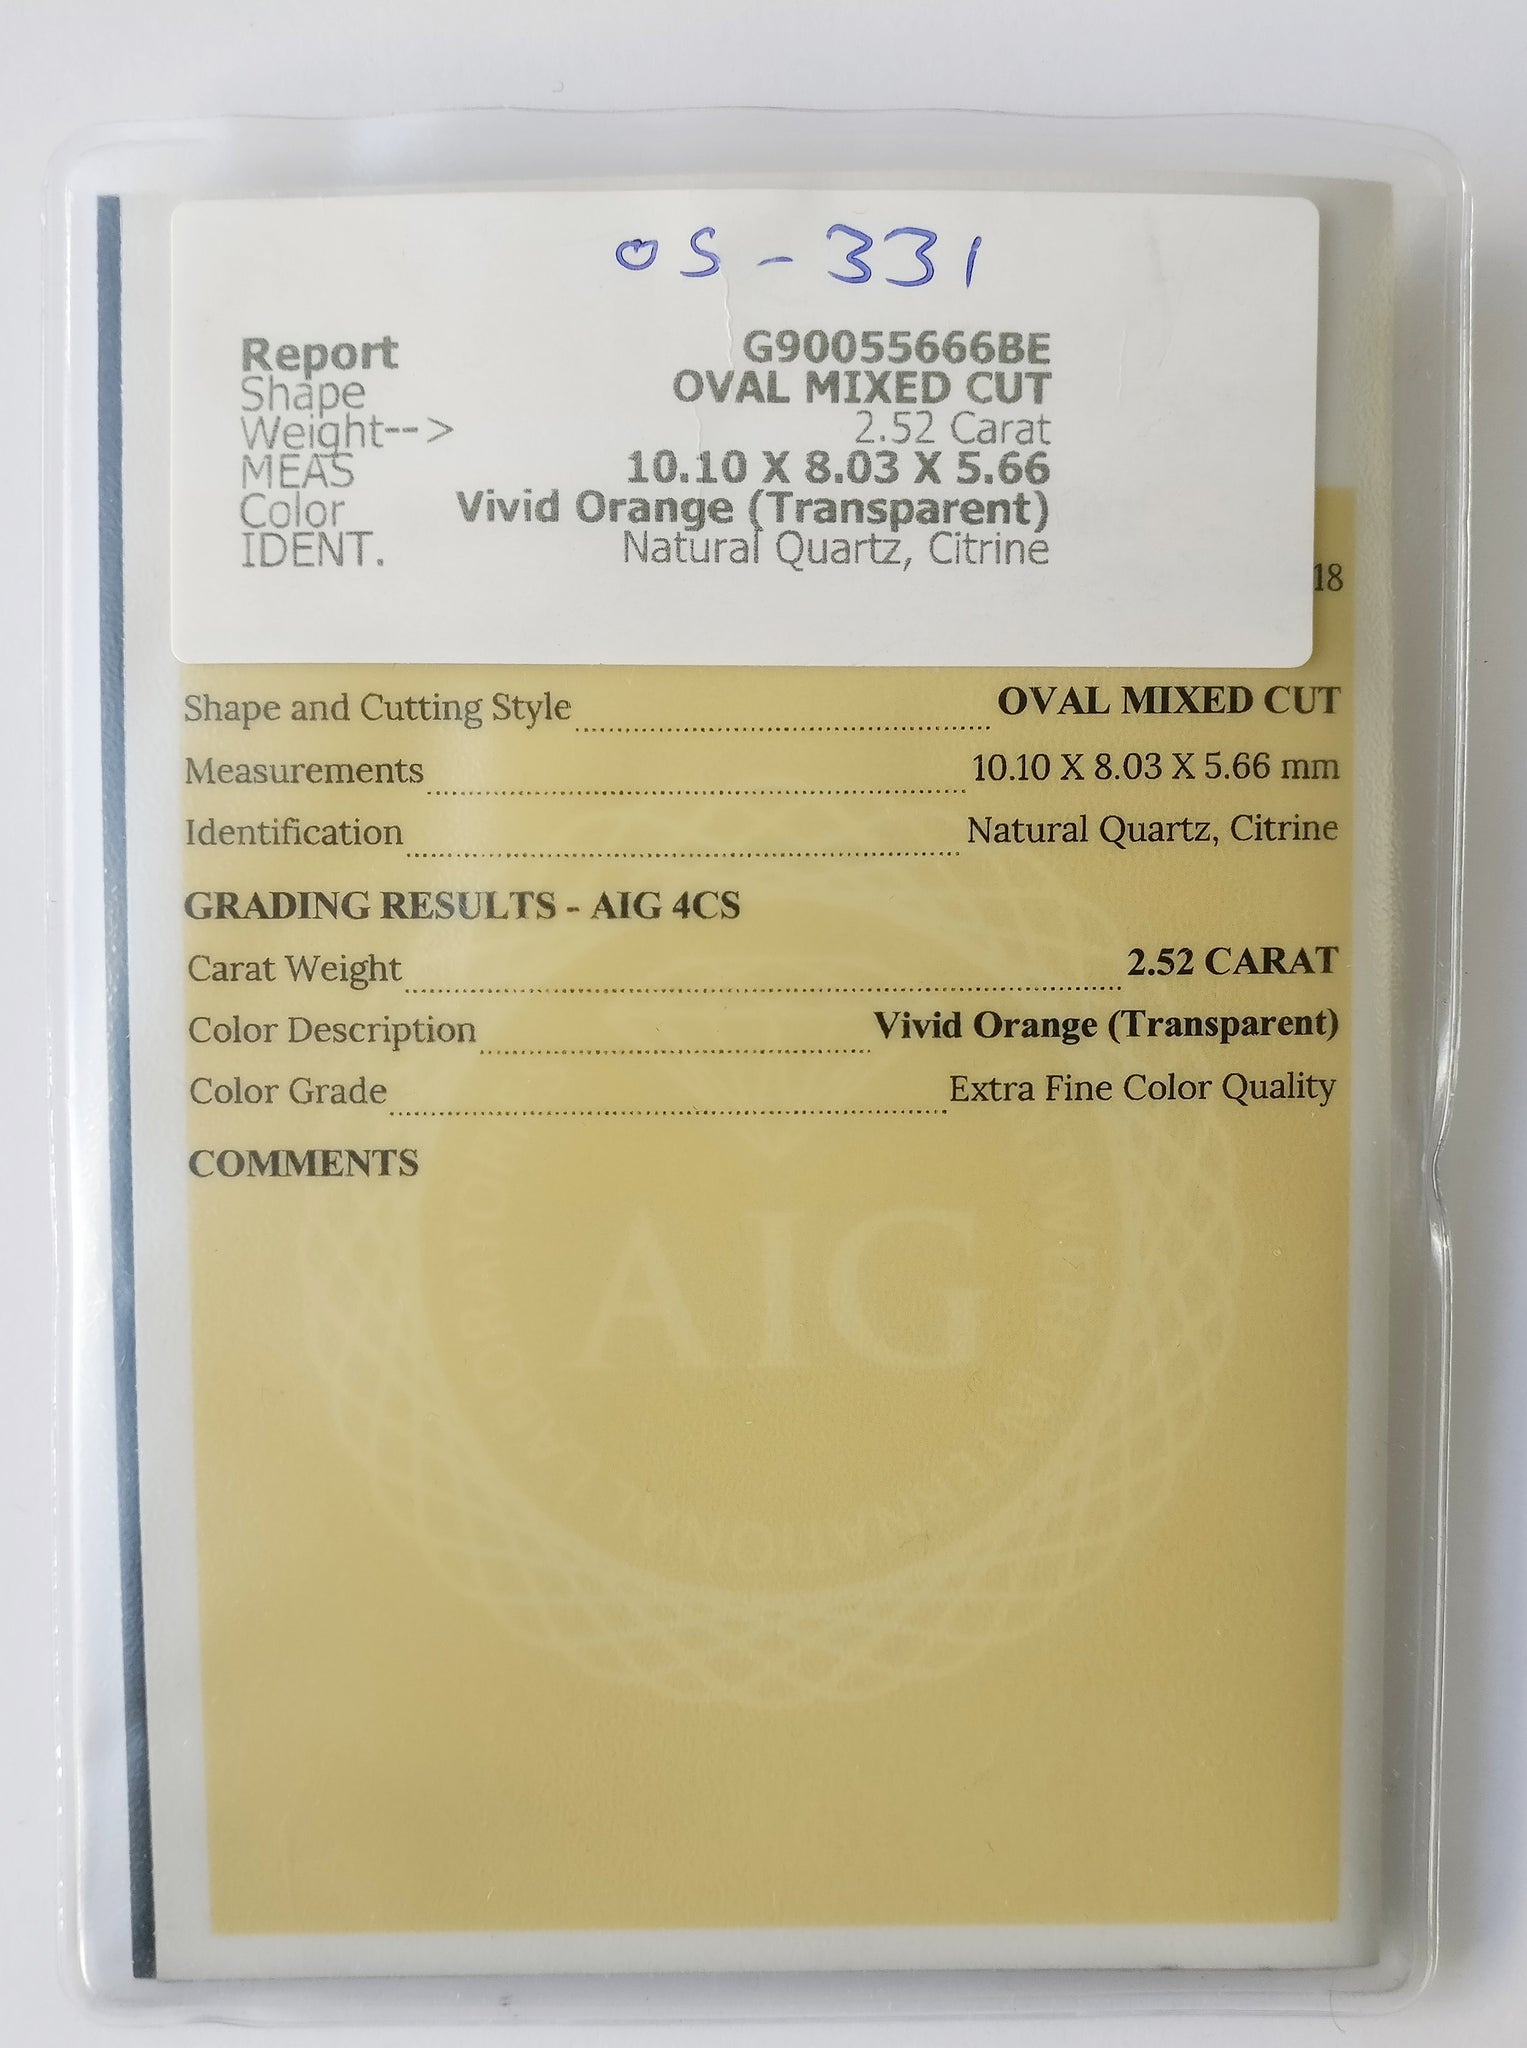 OS-331
Report G90055666BE
Shape OVAL MIXED CUT
Weight--> 2.52 Carat
MEAS 10.10 X 8.03 X 5.66
Color Vivid Orange (Transparent)
IDENT. Natural Quartz, Citrine
18
Shape and Cutting Style OVAL MIXED CUT
Measurements 10.10 X 8.03 X 5.66 mm
Identification Natural Quartz, Citrine
GRADING RESULTS - AIG 4CS
Carat Weight 2.52 CARAT
Color Description Vivid Orange (Transparent)
Color Grade Extra Fine Color Quality
COMMENTS
AIG